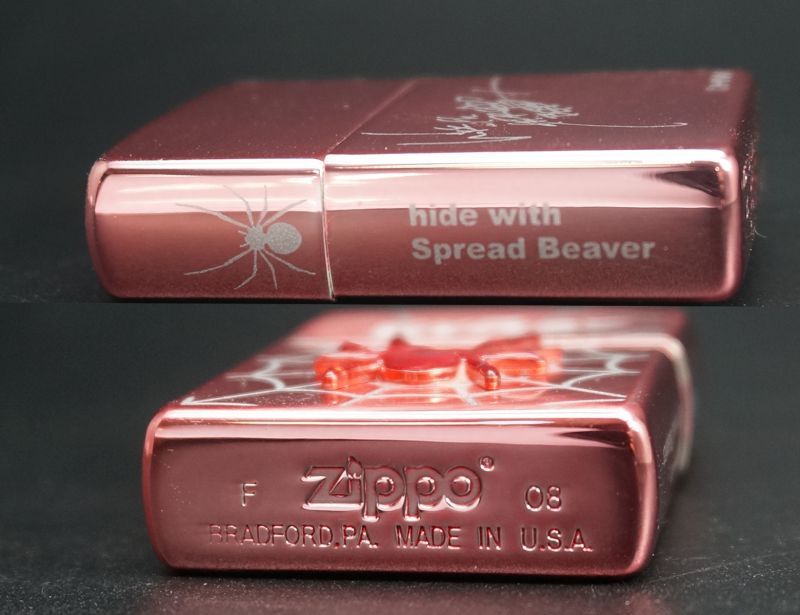 hide with
Spread Beaver
F zippo® 08
BRADFORD,PA. MADE IN U.S.A.